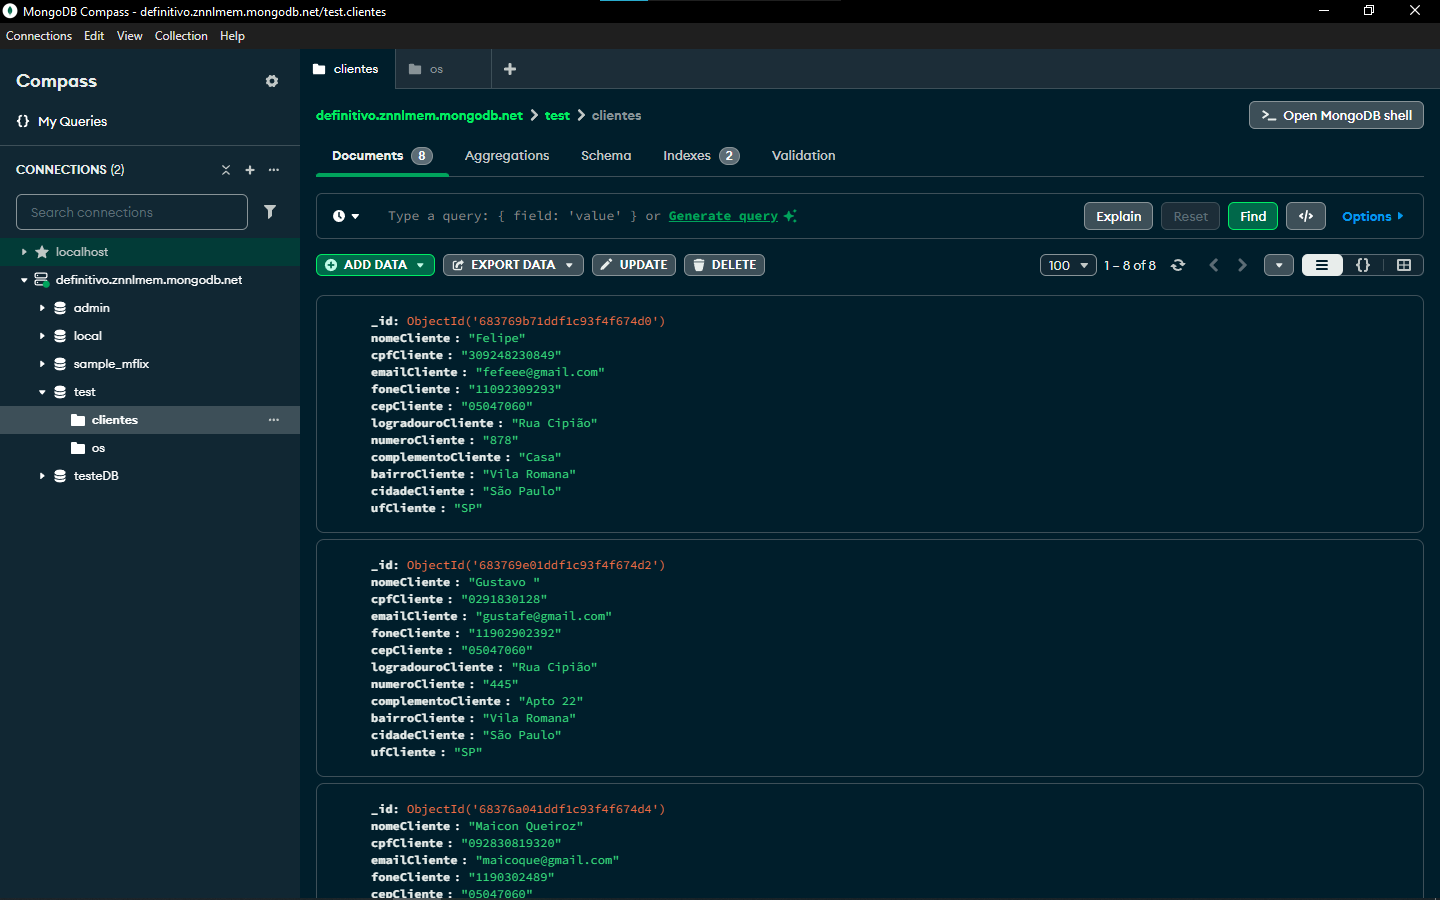 MongoDB Compass - definitivo.znnlmem.mongodb.net/test.clientes
Connections Edit View Collection Help
Compass
My Queries
CONNECTIONS (2)
Search connections
localhost
definitivo.znnlmem.mongodb.net
admin
local
sample_mflix
test
clientes
os
testeDB
clientes
os
definitivo.znnlmem.mongodb.net > test > clientes
Open MongoDB shell
Documents 8 Aggregations Schema Indexes 2 Validation
Type a query: { field: 'value' } or Generate query
Explain Reset Find </> Options
ADD DATA EXPORT DATA UPDATE DELETE
100 1 – 8 of 8 {}
_id: ObjectId('683769b71ddf1c93f4f674d0')
nomeCliente : "Felipe"
cpfCliente : "309248230849"
emailCliente : "fefeee@gmail.com"
foneCliente : "11092309293"
cepCliente : "05047060"
logradouroCliente : "Rua Cipião"
numeroCliente : "878"
complementoCliente : "Casa"
bairroCliente : "Vila Romana"
cidadeCliente : "São Paulo"
ufCliente : "SP"
_id: ObjectId('683769e01ddf1c93f4f674d2')
nomeCliente : "Gustavo "
cpfCliente : "0291830128"
emailCliente : "gustafe@gmail.com"
foneCliente : "11902902392"
cepCliente : "05047060"
logradouroCliente : "Rua Cipião"
numeroCliente : "445"
complementoCliente : "Apto 22"
bairroCliente : "Vila Romana"
cidadeCliente : "São Paulo"
ufCliente : "SP"
_id: ObjectId('68376a041ddf1c93f4f674d4')
nomeCliente : "Maicon Queiroz"
cpfCliente : "092830819320"
emailCliente : "maicoque@gmail.com"
foneCliente : "1190302489"
cepCliente : "05047060"